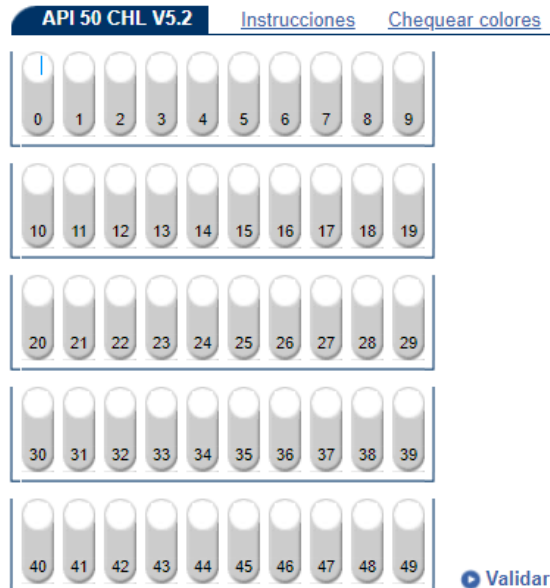 API 50 CHL V5.2 Instrucciones Chequear colores
0 1 2 3 4 5 6 7 8 9
10 11 12 13 14 15 16 17 18 19
20 21 22 23 24 25 26 27 28 29
30 31 32 33 34 35 36 37 38 39
40 41 42 43 44 45 46 47 48 49 Validar